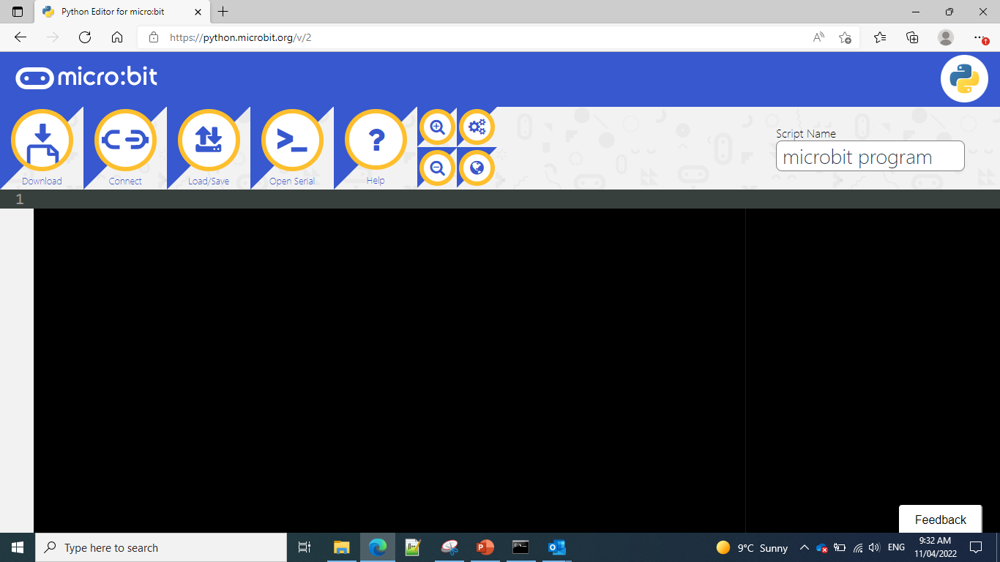 Python Editor for micro:bit
https://python.microbit.org/v/2
micro:bit
Download
Connect
Load/Save
Open Serial
Help
Script Name
microbit program
1
Feedback
Type here to search
9°C Sunny
ENG
9:32 AM
11/04/2022